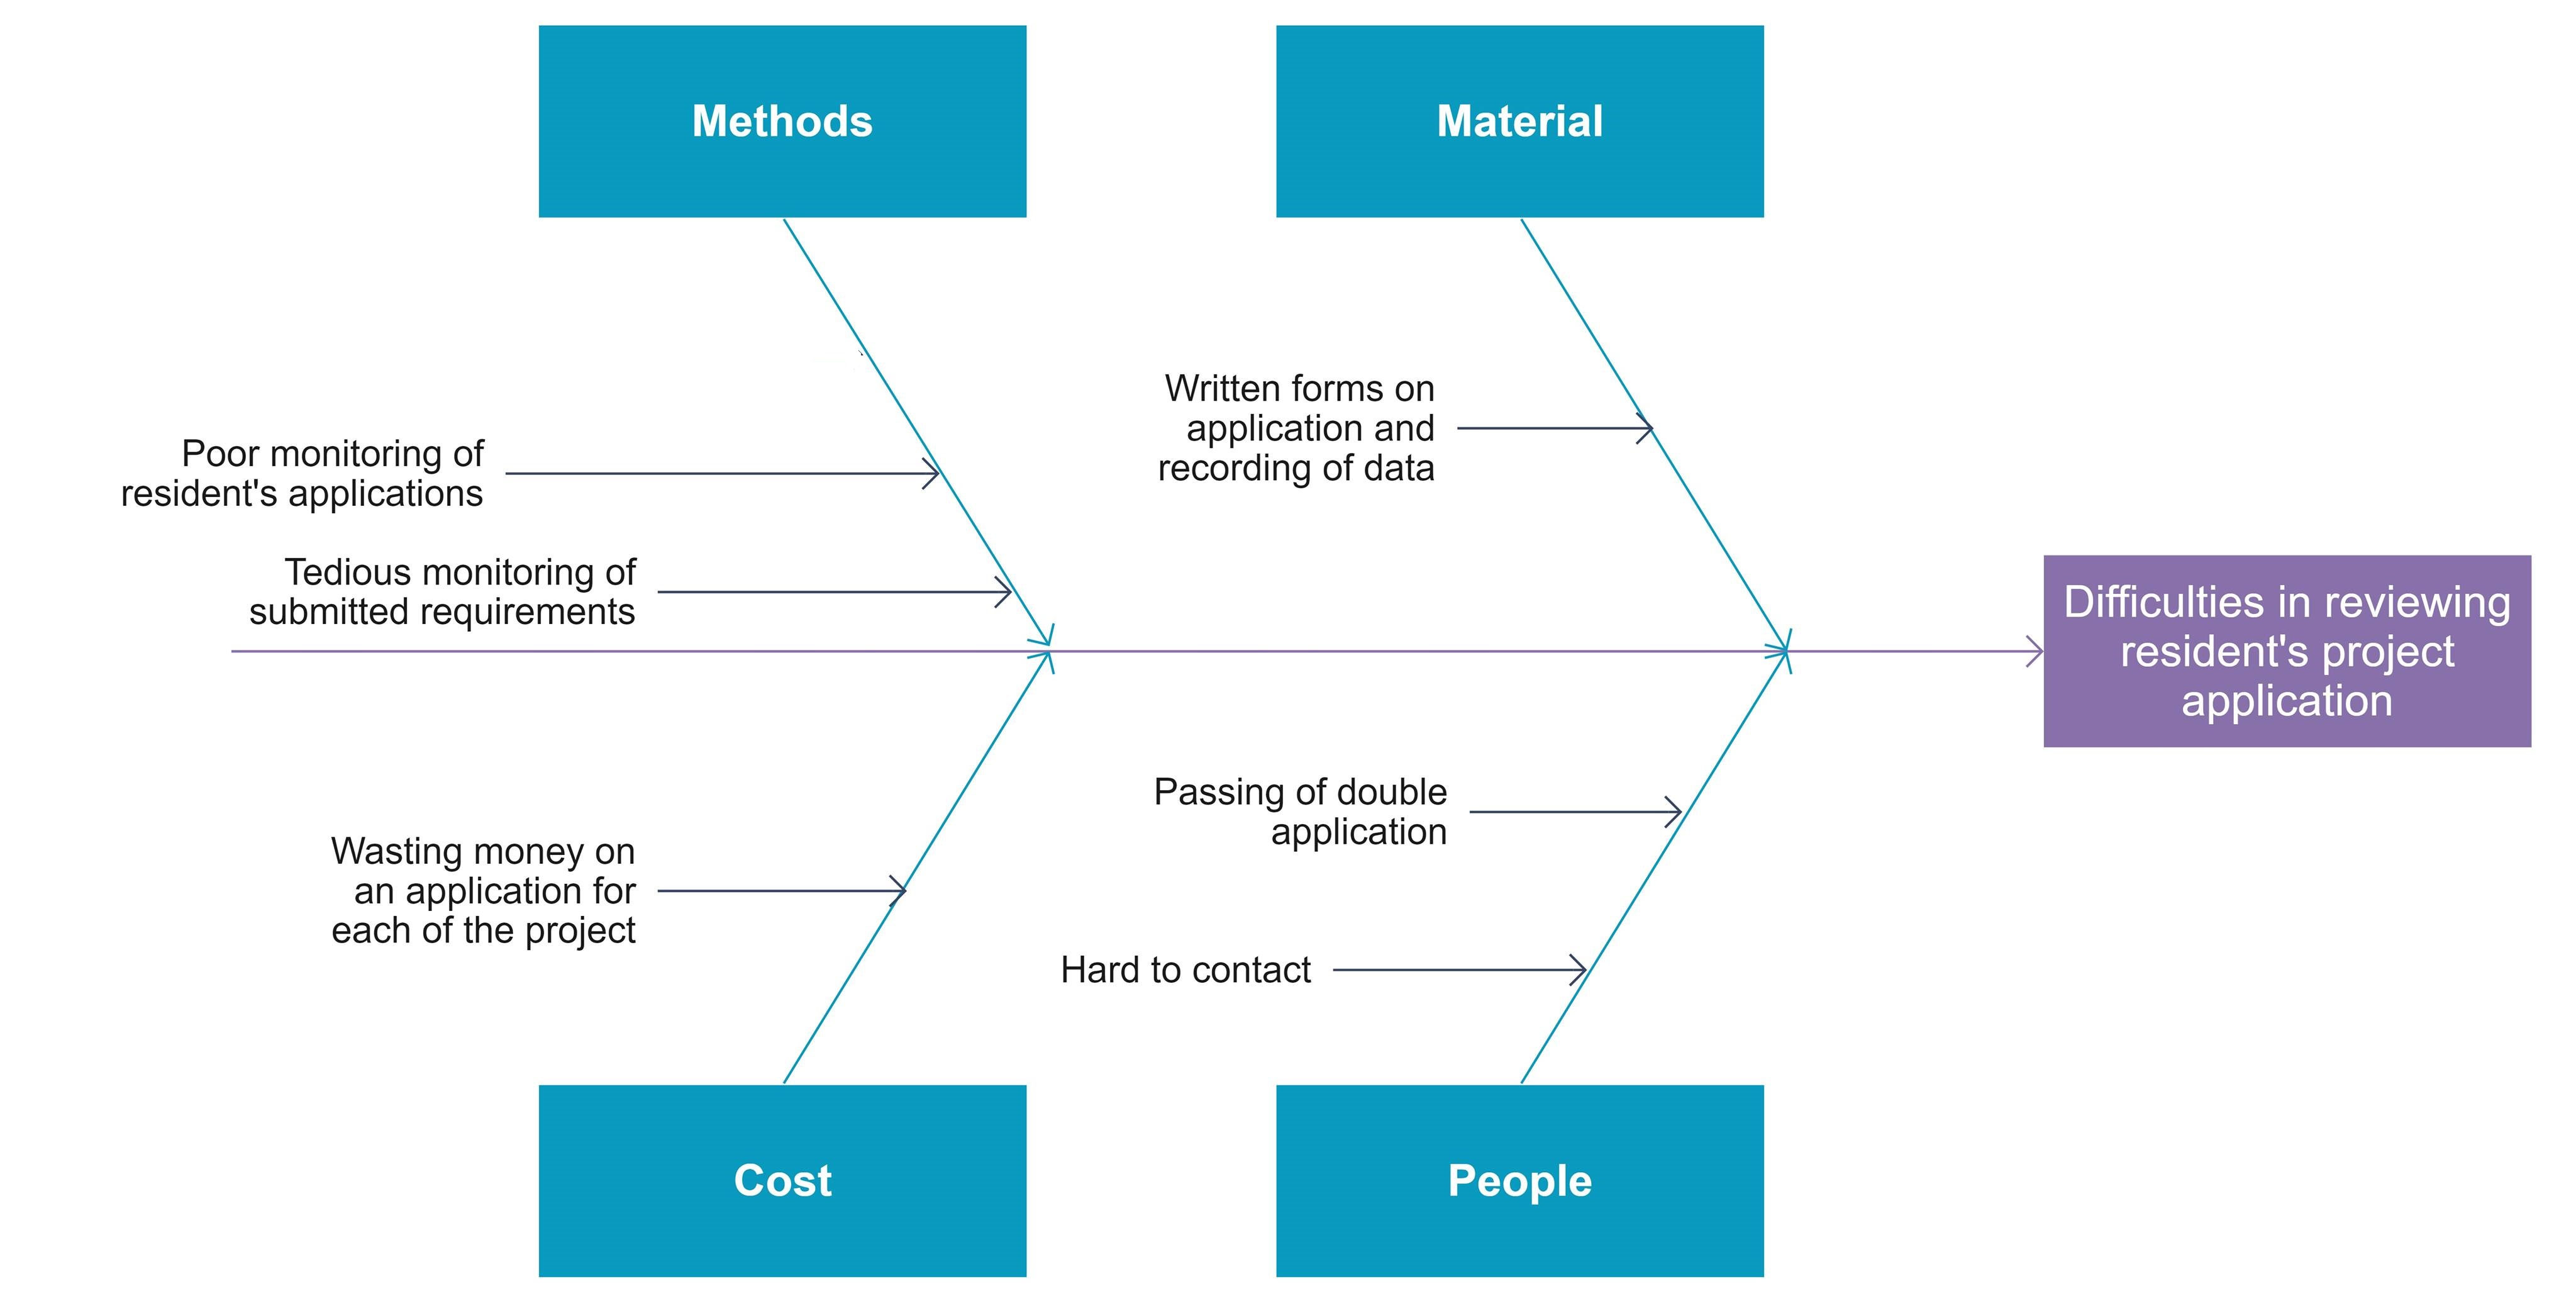 Methods
Material
Written forms on
application and
recording of data
Poor monitoring of
resident's applications
Tedious monitoring of
submitted requirements
Difficulties in reviewing
resident's project
application
Passing of double
application
Wasting money on
an application for
each of the project
Hard to contact
Cost
People